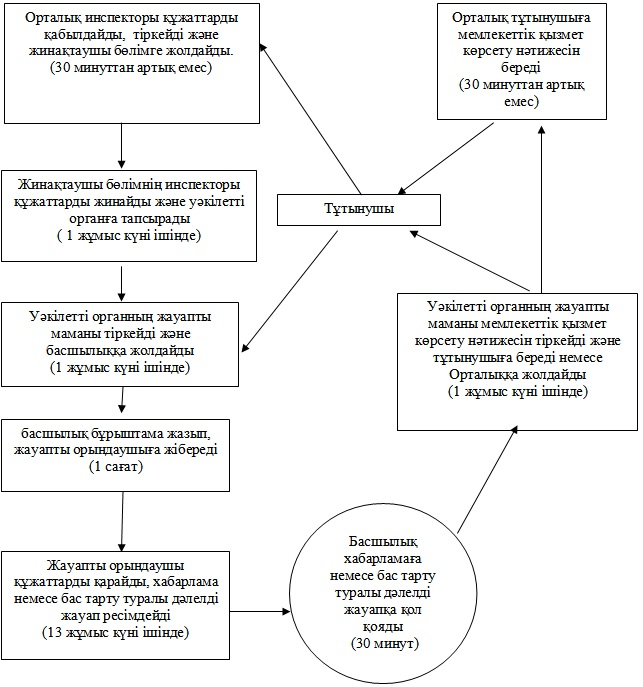 Орталық инспекторы құжаттарды
қабылдайды,  тіркейді және
жинақтаушы бөлімге жолдайды.
(30 минуттан артық емес)
Орталық тұтынушыға
мемлекеттік қызмет
көрсету нәтижесін
береді
(30 минуттан артық
емес)
Жинақтаушы бөлімнің инспекторы
құжаттарды жинайды және уәкілетті
органға тапсырады
( 1 жұмыс күні ішінде)
Тұтынушы
Уәкілетті органның жауапты
маманы тіркейді және
басшылыққа жолдайды
(1 жұмыс күні ішінде)
Уәкілетті органның жауапты
маманы мемлекеттік қызмет
көрсету нәтижесін тіркейді және
тұтынушыға береді немесе
Орталыққа жолдайды
(1 жұмыс күні ішінде)
басшылық бұрыштама жазып,
жауапты орындаушыға жібереді
(1 сағат)
Жауапты орындаушы
құжаттарды қарайды, хабарлама
немесе бас тарту туралы дәлелді
жауап ресімдейді
(13 жұмыс күні ішінде)
Басшылық
хабарламаға
немесе бас тарту
туралы дәлелді
жауапқа қол
қояды
(30 минут)